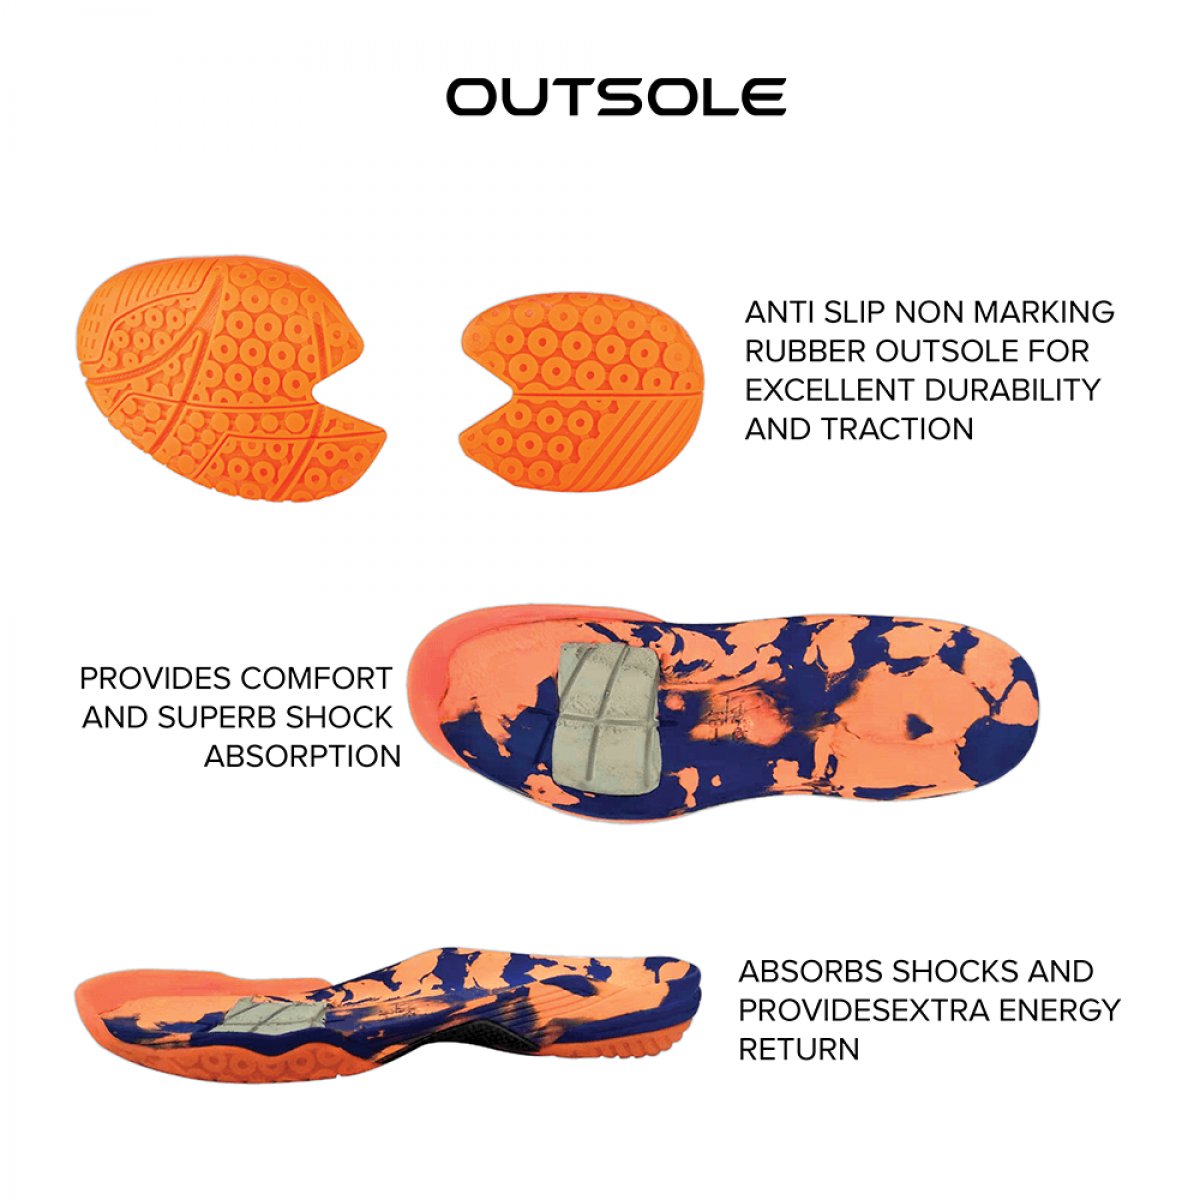 OUTSOLE
ANTI SLIP NON MARKING
RUBBER OUTSOLE FOR
EXCELLENT DURABILITY
AND TRACTION
PROVIDES COMFORT
AND SUPERB SHOCK
ABSORPTION
ABSORBS SHOCKS AND
PROVIDESEXTRA ENERGY
RETURN